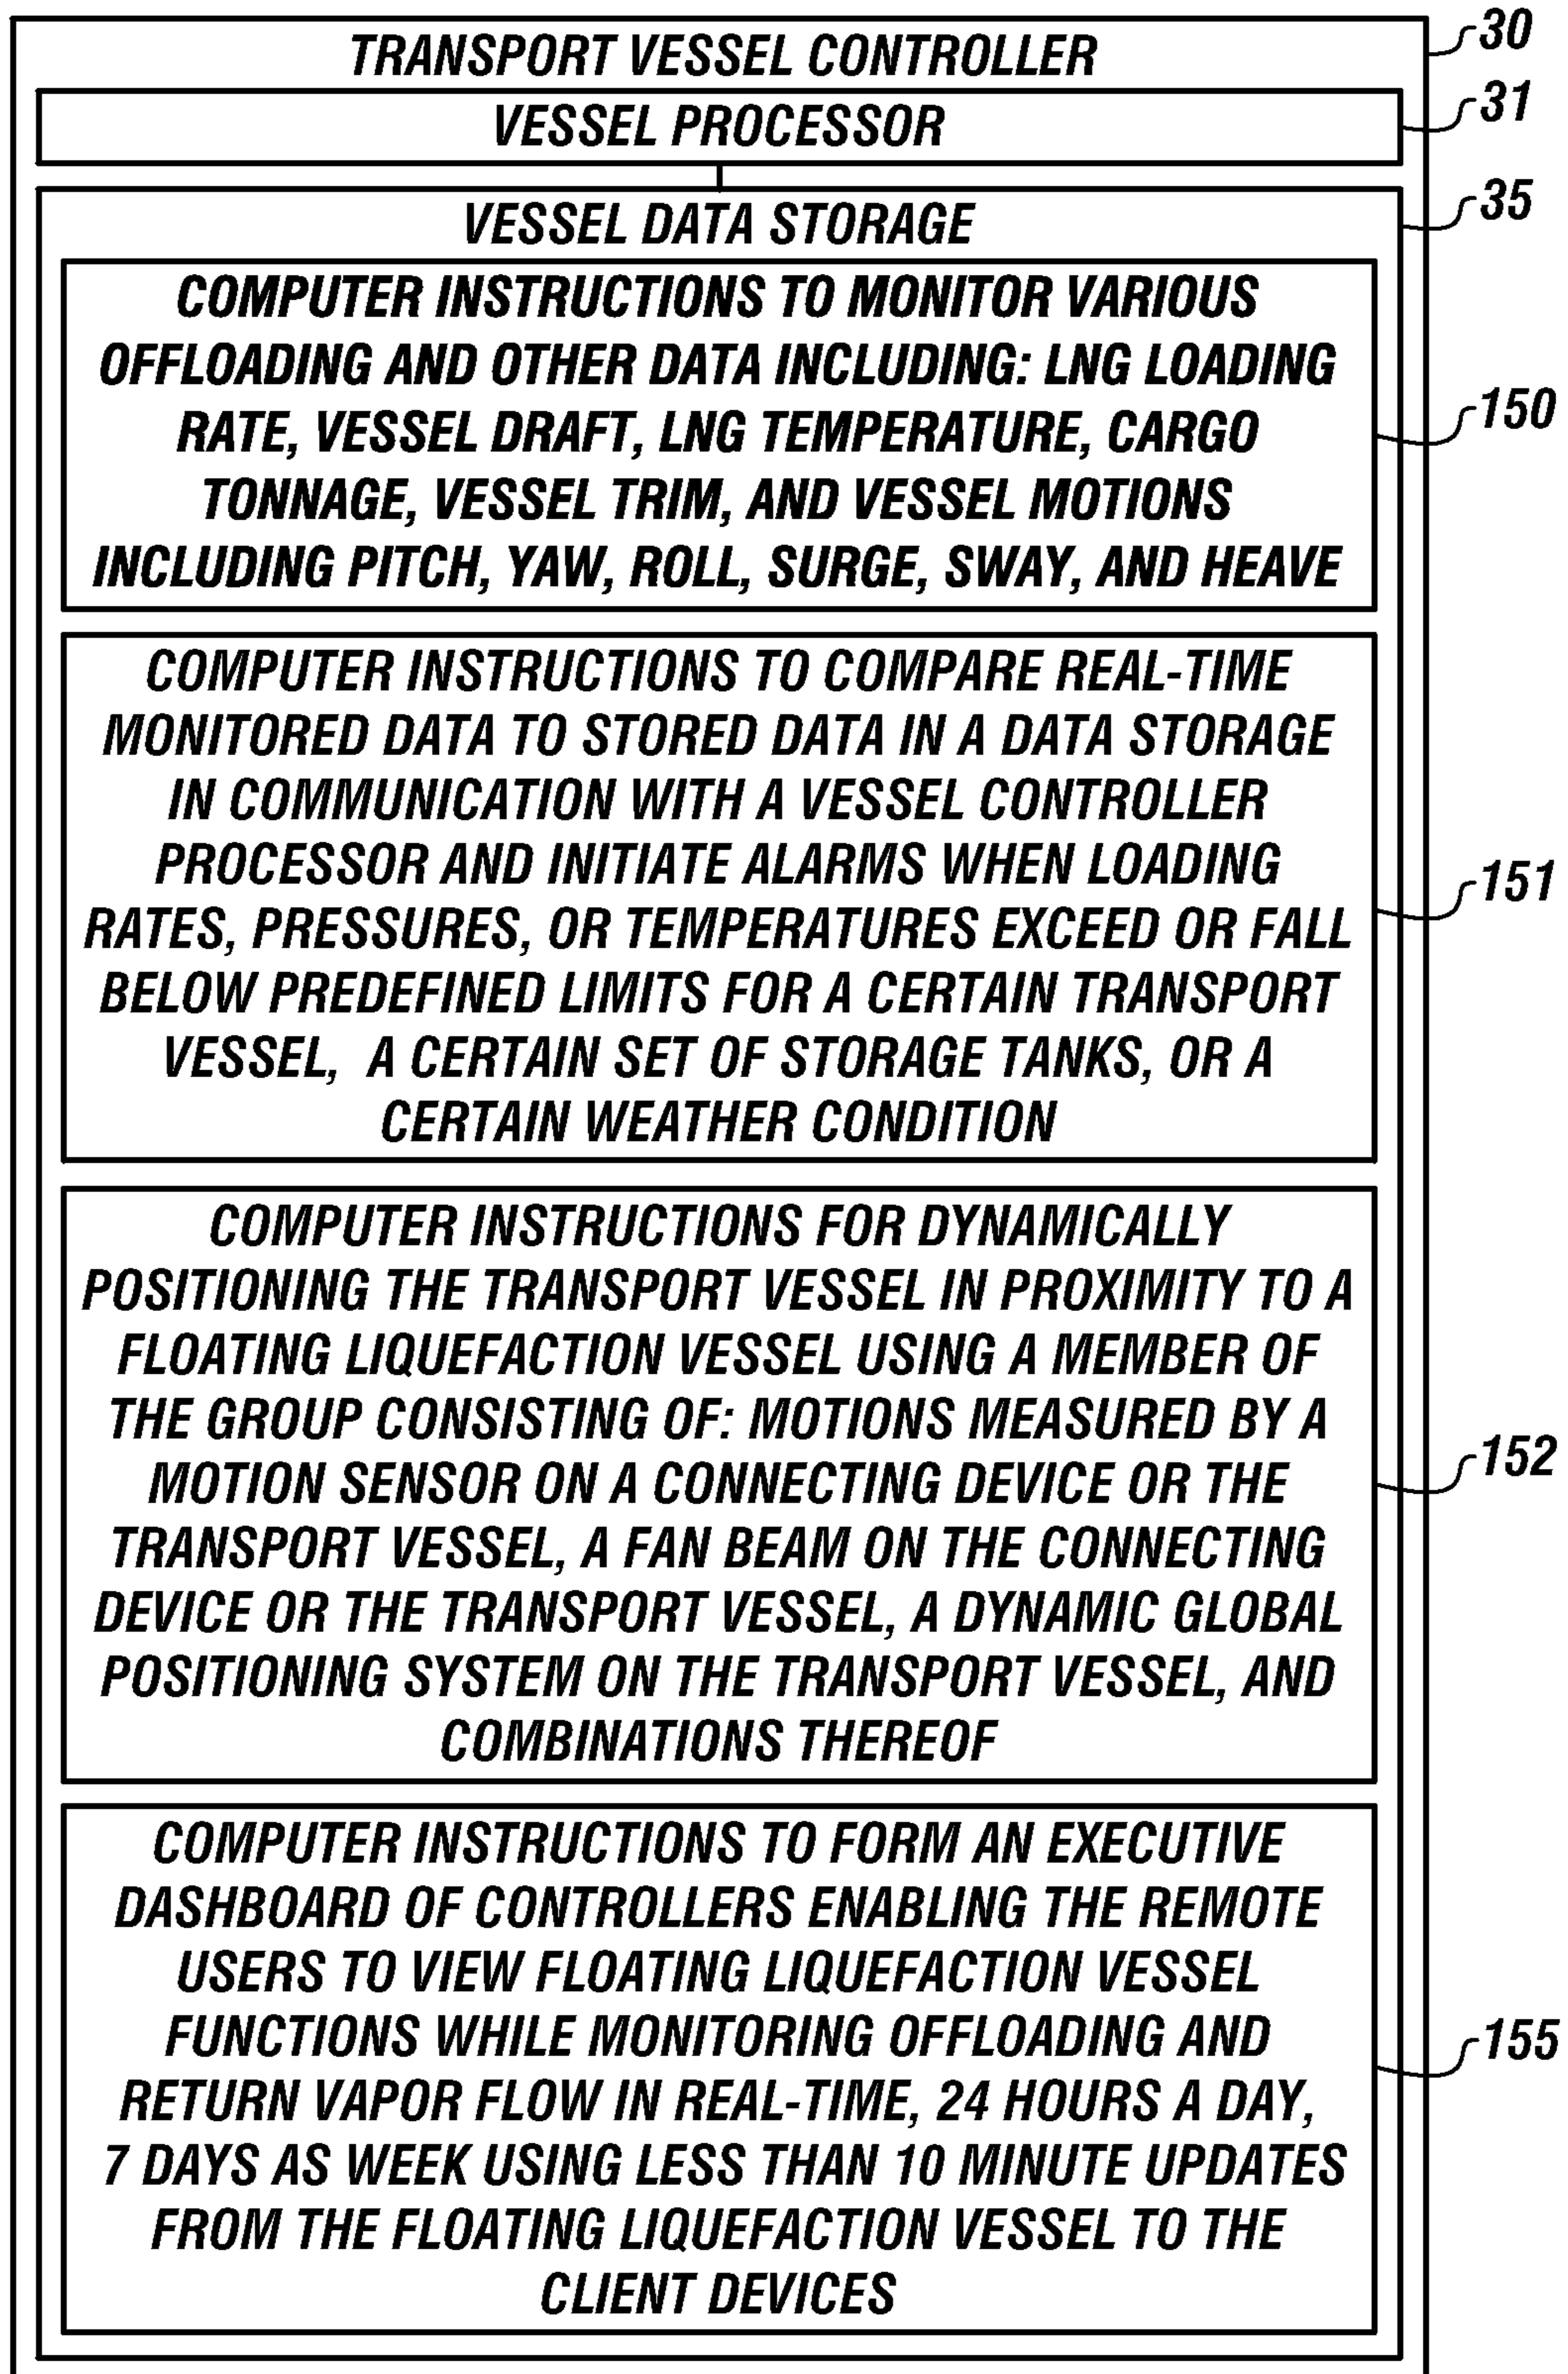 TRANSPORT VESSEL CONTROLLER
30
VESSEL PROCESSOR
31
VESSEL DATA STORAGE
35
COMPUTER INSTRUCTIONS TO MONITOR VARIOUS
OFFLOADING AND OTHER DATA INCLUDING: LNG LOADING
RATE, VESSEL DRAFT, LNG TEMPERATURE, CARGO
TONNAGE, VESSEL TRIM, AND VESSEL MOTIONS
INCLUDING PITCH, YAW, ROLL, SURGE, SWAY, AND HEAVE
150
COMPUTER INSTRUCTIONS TO COMPARE REAL-TIME
MONITORED DATA TO STORED DATA IN A DATA STORAGE
IN COMMUNICATION WITH A VESSEL CONTROLLER
PROCESSOR AND INITIATE ALARMS WHEN LOADING
RATES, PRESSURES, OR TEMPERATURES EXCEED OR FALL
BELOW PREDEFINED LIMITS FOR A CERTAIN TRANSPORT
VESSEL, A CERTAIN SET OF STORAGE TANKS, OR A
CERTAIN WEATHER CONDITION
151
COMPUTER INSTRUCTIONS FOR DYNAMICALLY
POSITIONING THE TRANSPORT VESSEL IN PROXIMITY TO A
FLOATING LIQUEFACTION VESSEL USING A MEMBER OF
THE GROUP CONSISTING OF: MOTIONS MEASURED BY A
MOTION SENSOR ON A CONNECTING DEVICE OR THE
TRANSPORT VESSEL, A FAN BEAM ON THE CONNECTING
DEVICE OR THE TRANSPORT VESSEL, A DYNAMIC GLOBAL
POSITIONING SYSTEM ON THE TRANSPORT VESSEL, AND
COMBINATIONS THEREOF
152
COMPUTER INSTRUCTIONS TO FORM AN EXECUTIVE
DASHBOARD OF CONTROLLERS ENABLING THE REMOTE
USERS TO VIEW FLOATING LIQUEFACTION VESSEL
FUNCTIONS WHILE MONITORING OFFLOADING AND
RETURN VAPOR FLOW IN REAL-TIME, 24 HOURS A DAY,
7 DAYS AS WEEK USING LESS THAN 10 MINUTE UPDATES
FROM THE FLOATING LIQUEFACTION VESSEL TO THE
CLIENT DEVICES
155